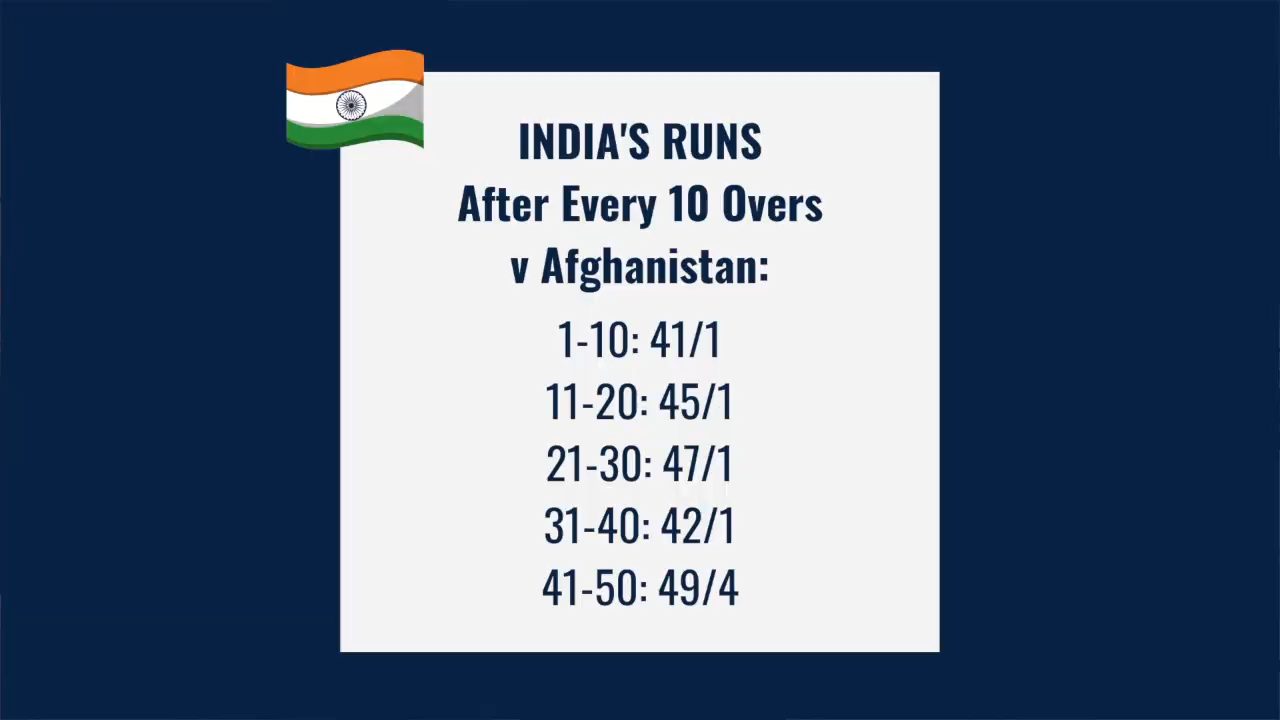 INDIA'S RUNS
After Every 10 Overs
v Afghanistan:
1-10: 41/1
11-20: 45/1
21-30: 47/1
31-40: 42/1
41-50: 49/4